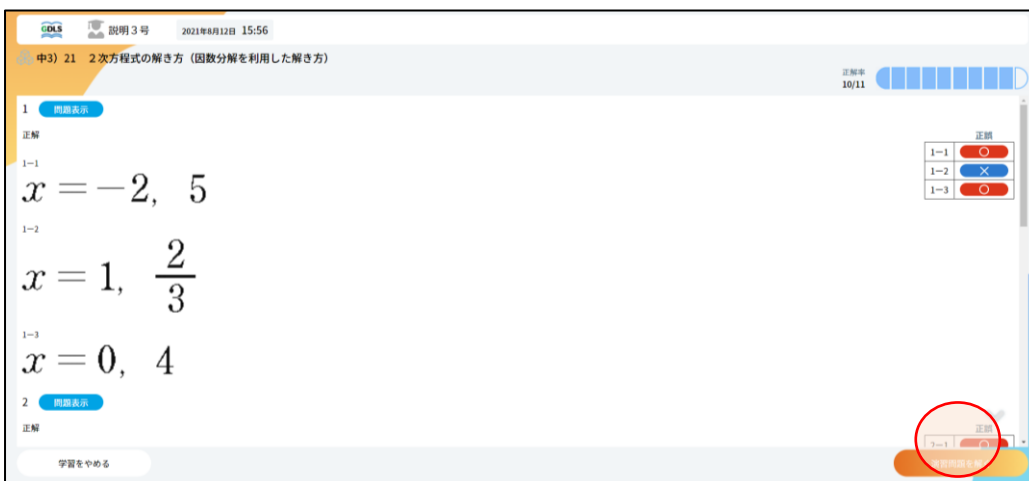 GDLS 説明3号 2021年8月12日 15:56
中3）21 2次方程式の解き方（因数分解を利用した解き方）
正解率
10/11
1 問題表示
正解
正誤
1－1 ○
1－2 ×
1－3 ○
1－1
x＝－2, 5
1－2
x＝1, 2/3
1－3
x＝0, 4
2 問題表示
正解
正誤
2－1 ○
学習をやめる